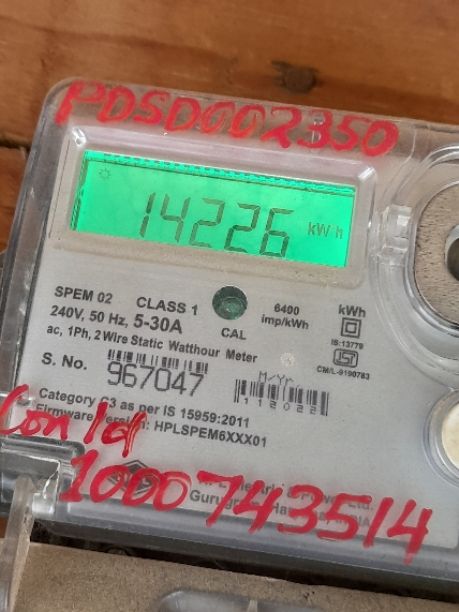 PDSD002350
14226 kWh
SPEM 02 CLASS 1 6400 kWh
240V, 50 Hz, 5-30A CAL imp/kWh
ac, 1Ph, 2 Wire Static Watthour Meter IS:13779
S. No. 967047 CM/L-9190783
M/Yr.
112022
Category C3 as per IS 15959:2011
Firmware Version: HPLSPEM6XXX01
Con Id
1000743514